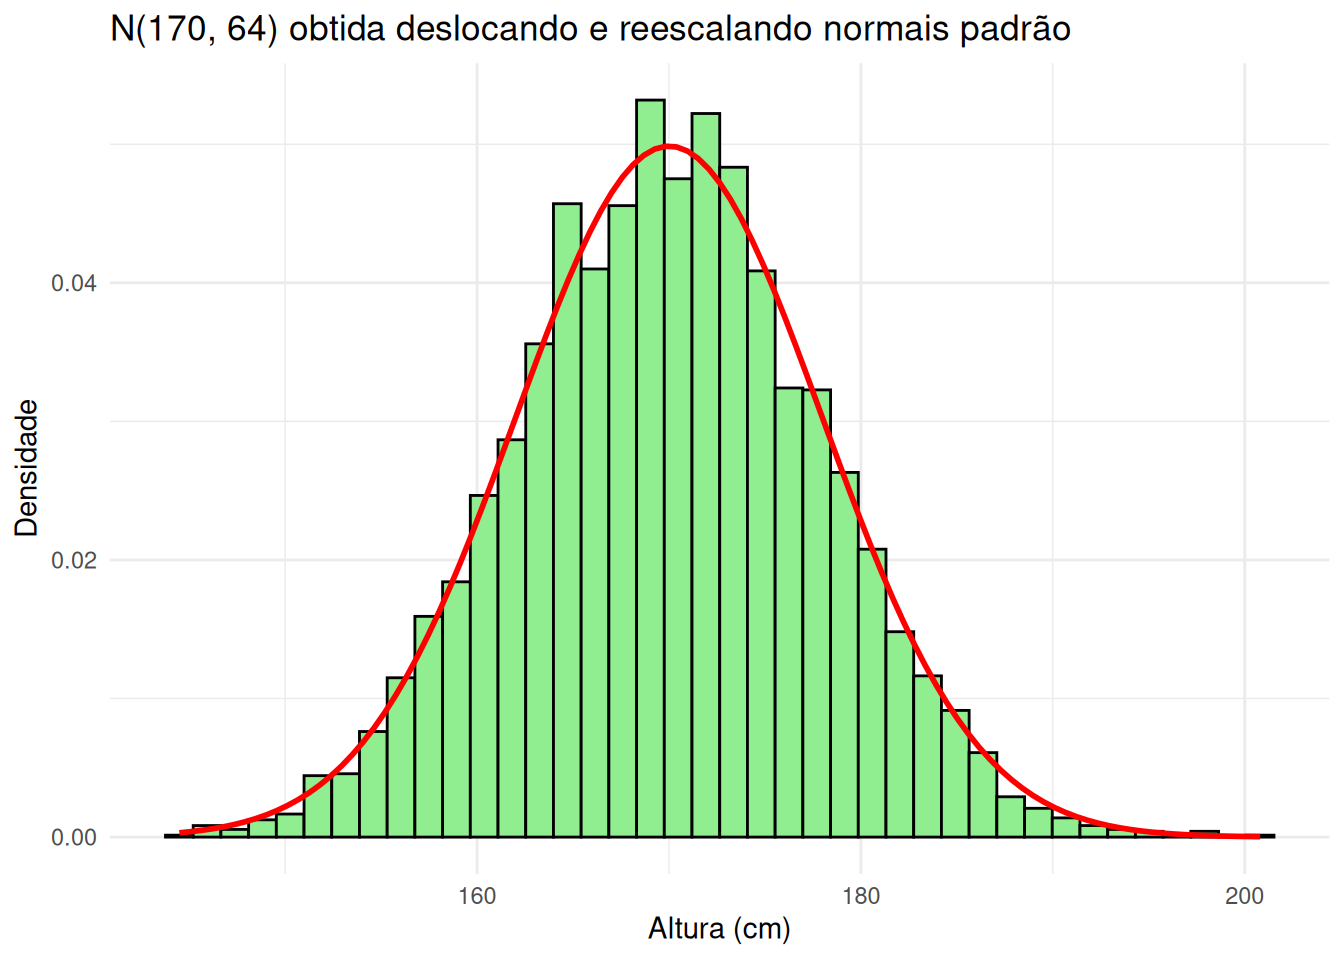 N(170, 64) obtida deslocando e reescalando normais padrão
Densidade
0.04
0.02
0.00
160 180 200
Altura (cm)